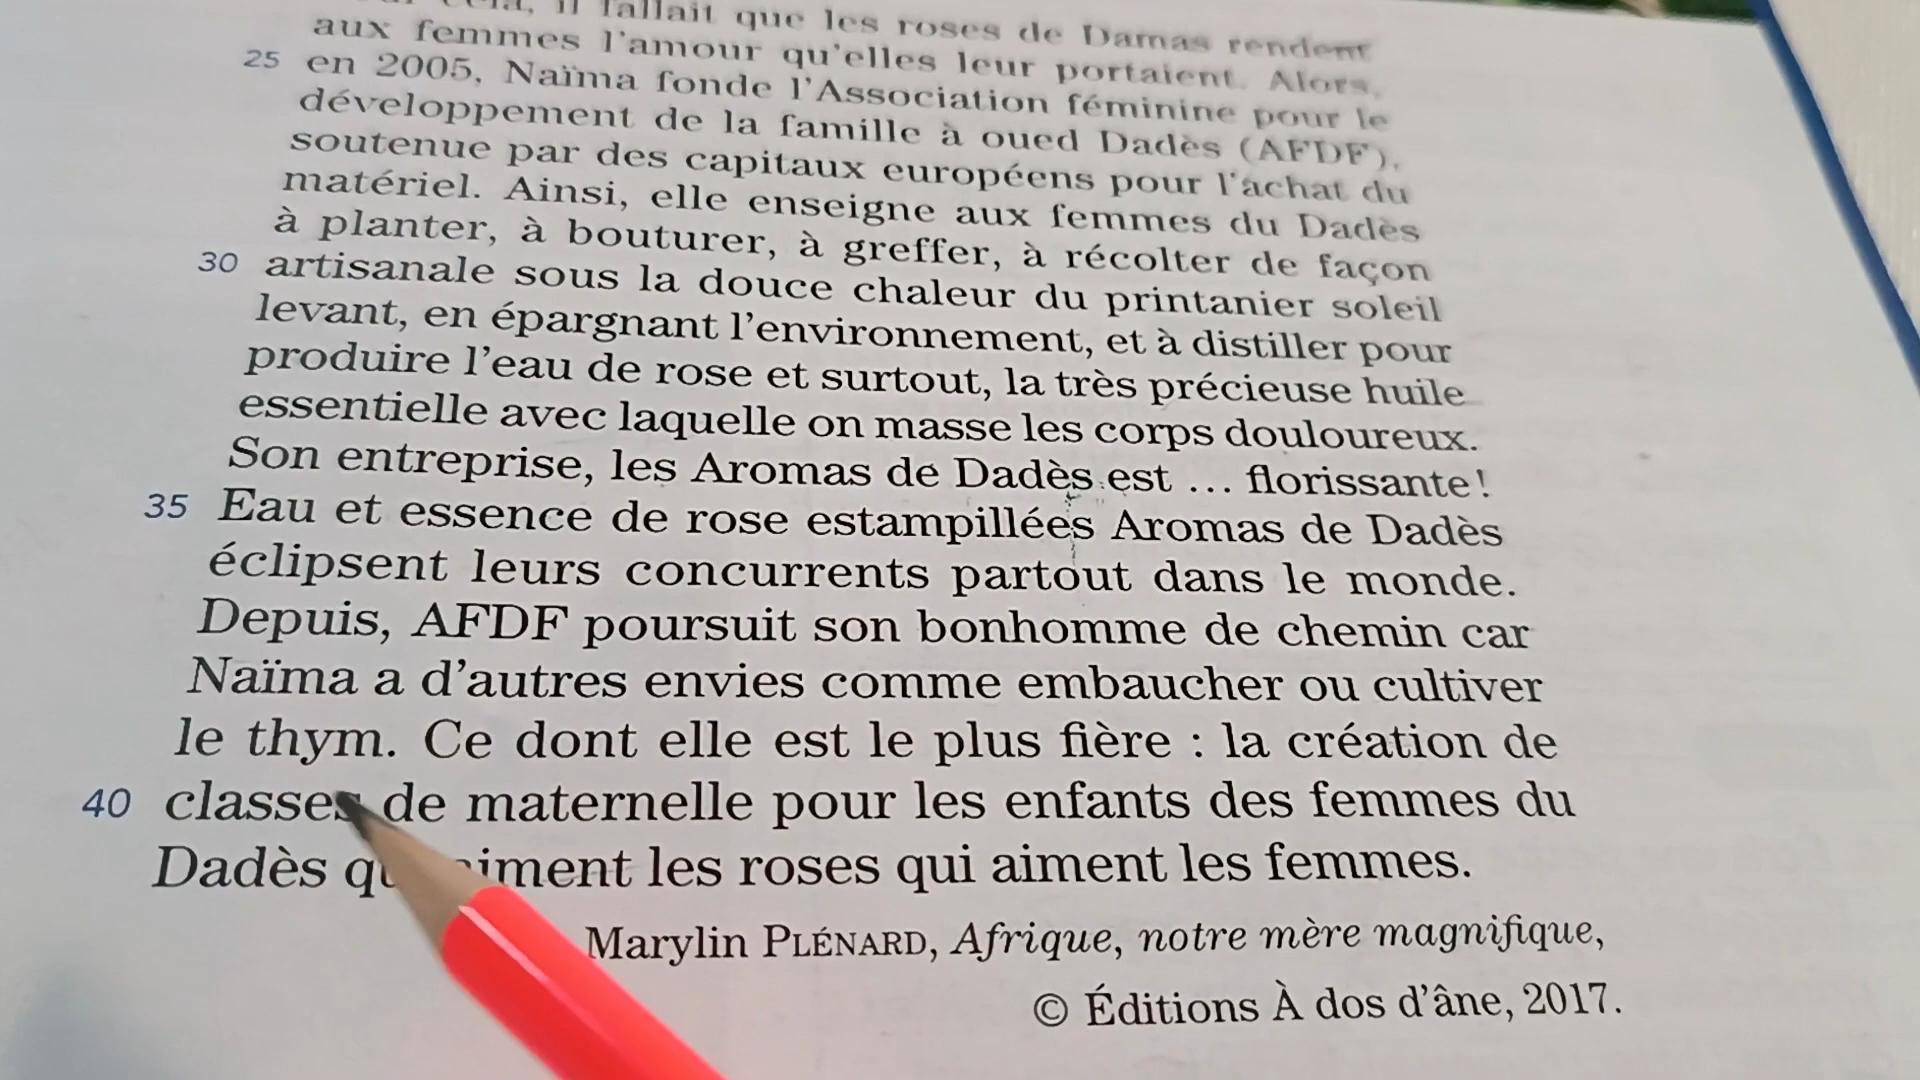 cela, il fallait que les roses de Damas rendent
aux femmes l'amour qu'elles leur portaient. Alors,
25 en 2005, Naïma fonde l'Association féminine pour le
développement de la famille à oued Dadès (AFDF),
soutenue par des capitaux européens pour l'achat du
matériel. Ainsi, elle enseigne aux femmes du Dadès
à planter, à bouturer, à greffer, à récolter de façon
30 artisanale sous la douce chaleur du printanier soleil
levant, en épargnant l'environnement, et à distiller pour
produire l'eau de rose et surtout, la très précieuse huile
essentielle avec laquelle on masse les corps douloureux.
Son entreprise, les Aromas de Dadès est ... florissante!
35 Eau et essence de rose estampillées Aromas de Dadès
éclipsent leurs concurrents partout dans le monde.
Depuis, AFDF poursuit son bonhomme de chemin car
Naïma a d'autres envies comme embaucher ou cultiver
le thym. Ce dont elle est le plus fière : la création de
40 classes de maternelle pour les enfants des femmes du
Dadès les roses qui aiment les femmes.
Marylin PLÉNARD, Afrique, notre mère magnifique,
© Éditions À dos d'âne, 2017.